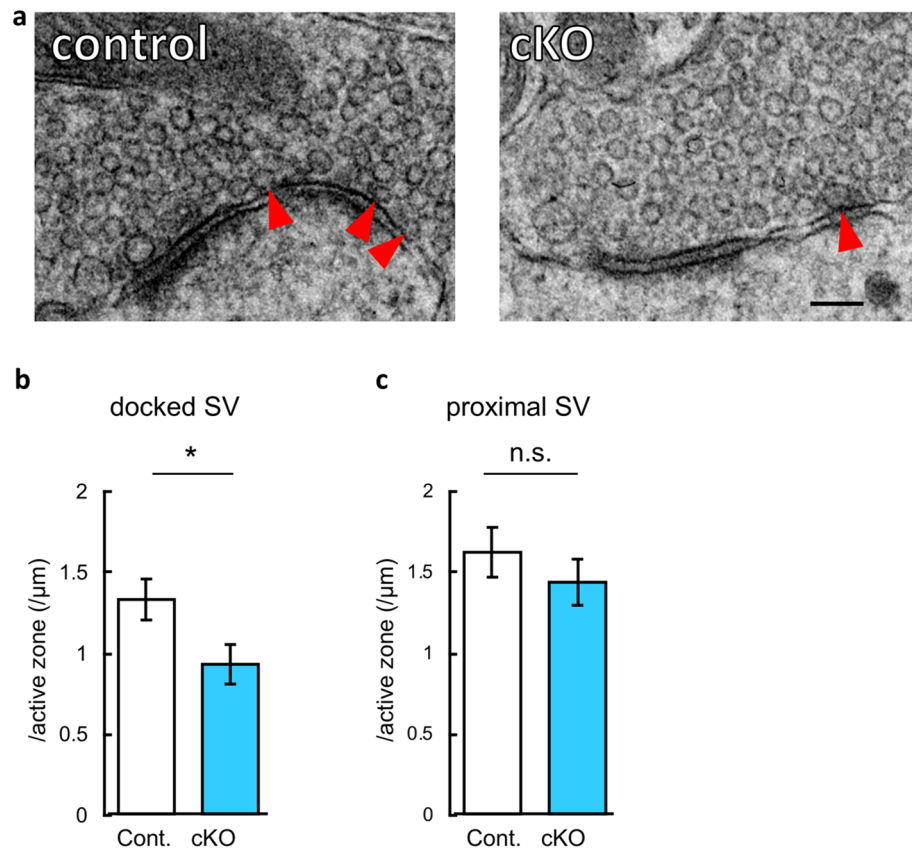 a
control
cKO
b
docked SV
*
2
1.5
1
0.5
0
/active zone (/µm)
Cont. cKO
c
proximal SV
n.s.
2
1.5
1
0.5
0
/active zone (/µm)
Cont. cKO